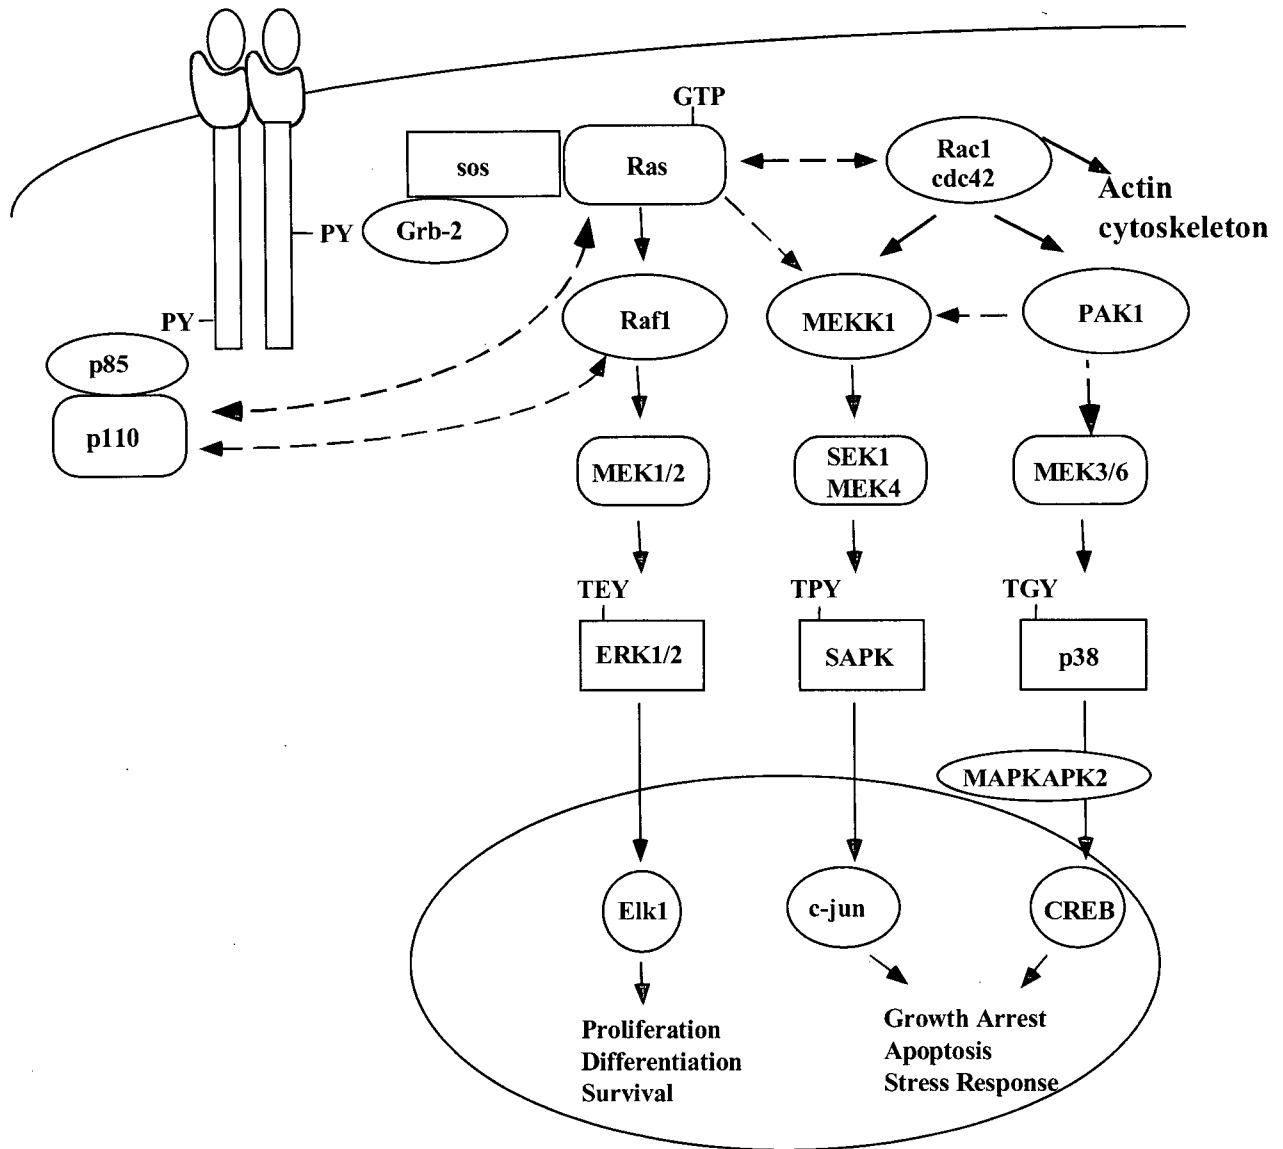 GTP
sos
Ras
Rac1
cdc42
Actin
cytoskeleton
PY
Grb-2
PY
Raf1
MEKK1
PAK1
p85
p110
MEK1/2
SEK1
MEK4
MEK3/6
TEY
TPY
TGY
ERK1/2
SAPK
p38
MAPKAPK2
Elk1
c-jun
CREB
Proliferation
Differentiation
Survival
Growth Arrest
Apoptosis
Stress Response